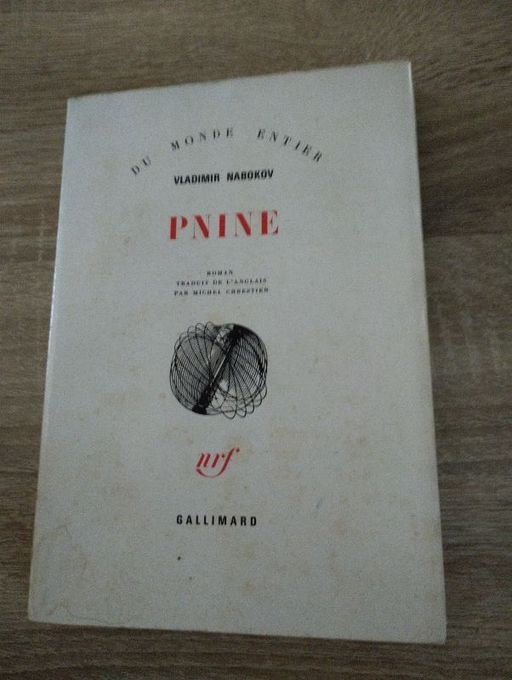 DU MONDE ENTIER
VLADIMIR NABOKOV
PNINE
ROMAN
TRADUIT DE L'ANGLAIS
PAR MICHEL CHRESTIEN
nrf
GALLIMARD